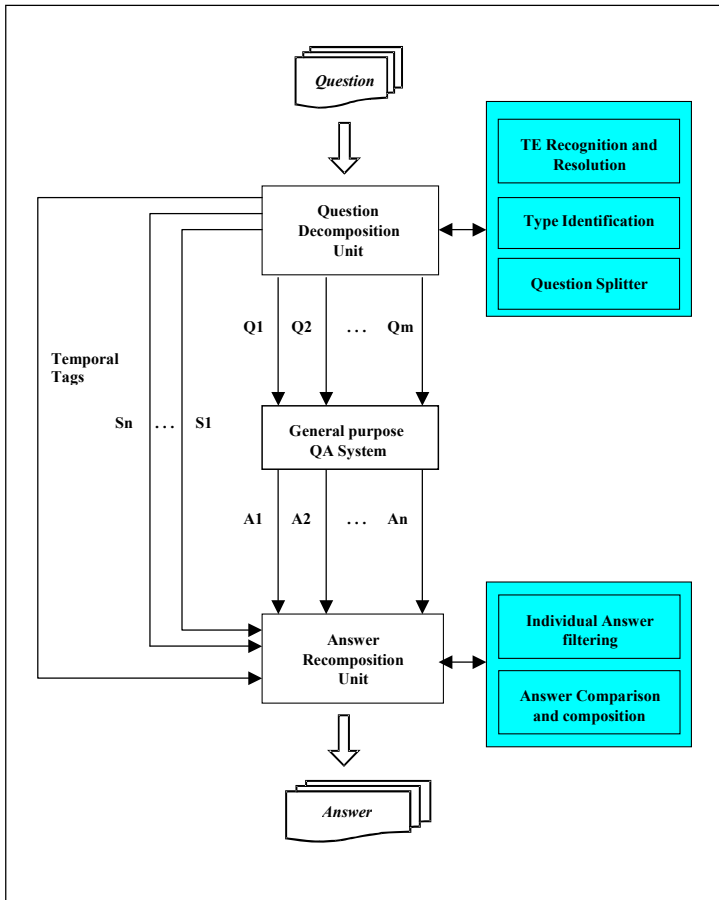 Question
TE Recognition and
Resolution
Type Identification
Question Splitter
Question
Decomposition
Unit
Q1 Q2 . . . Qm
Temporal
Tags
Sn . . . S1
General purpose
QA System
A1 A2 . . . An
Individual Answer
filtering
Answer Comparison
and composition
Answer
Recomposition
Unit
Answer